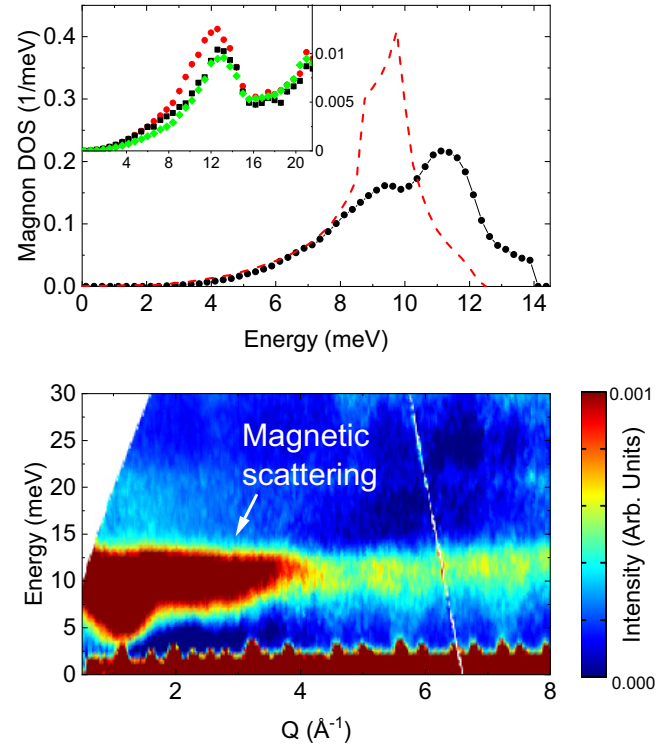 0.4
0.3
0.2
0.1
0.0
Magnon DOS (1/meV)
0.01
0.005
0
4 8 12 16 20
0 2 4 6 8 10 12 14
Energy (meV)
30
25
20
15
10
5
0
Energy (meV)
Magnetic
scattering
2 4 6 8
Q (Å⁻¹)
0.001
0.000
Intensity (Arb. Units)